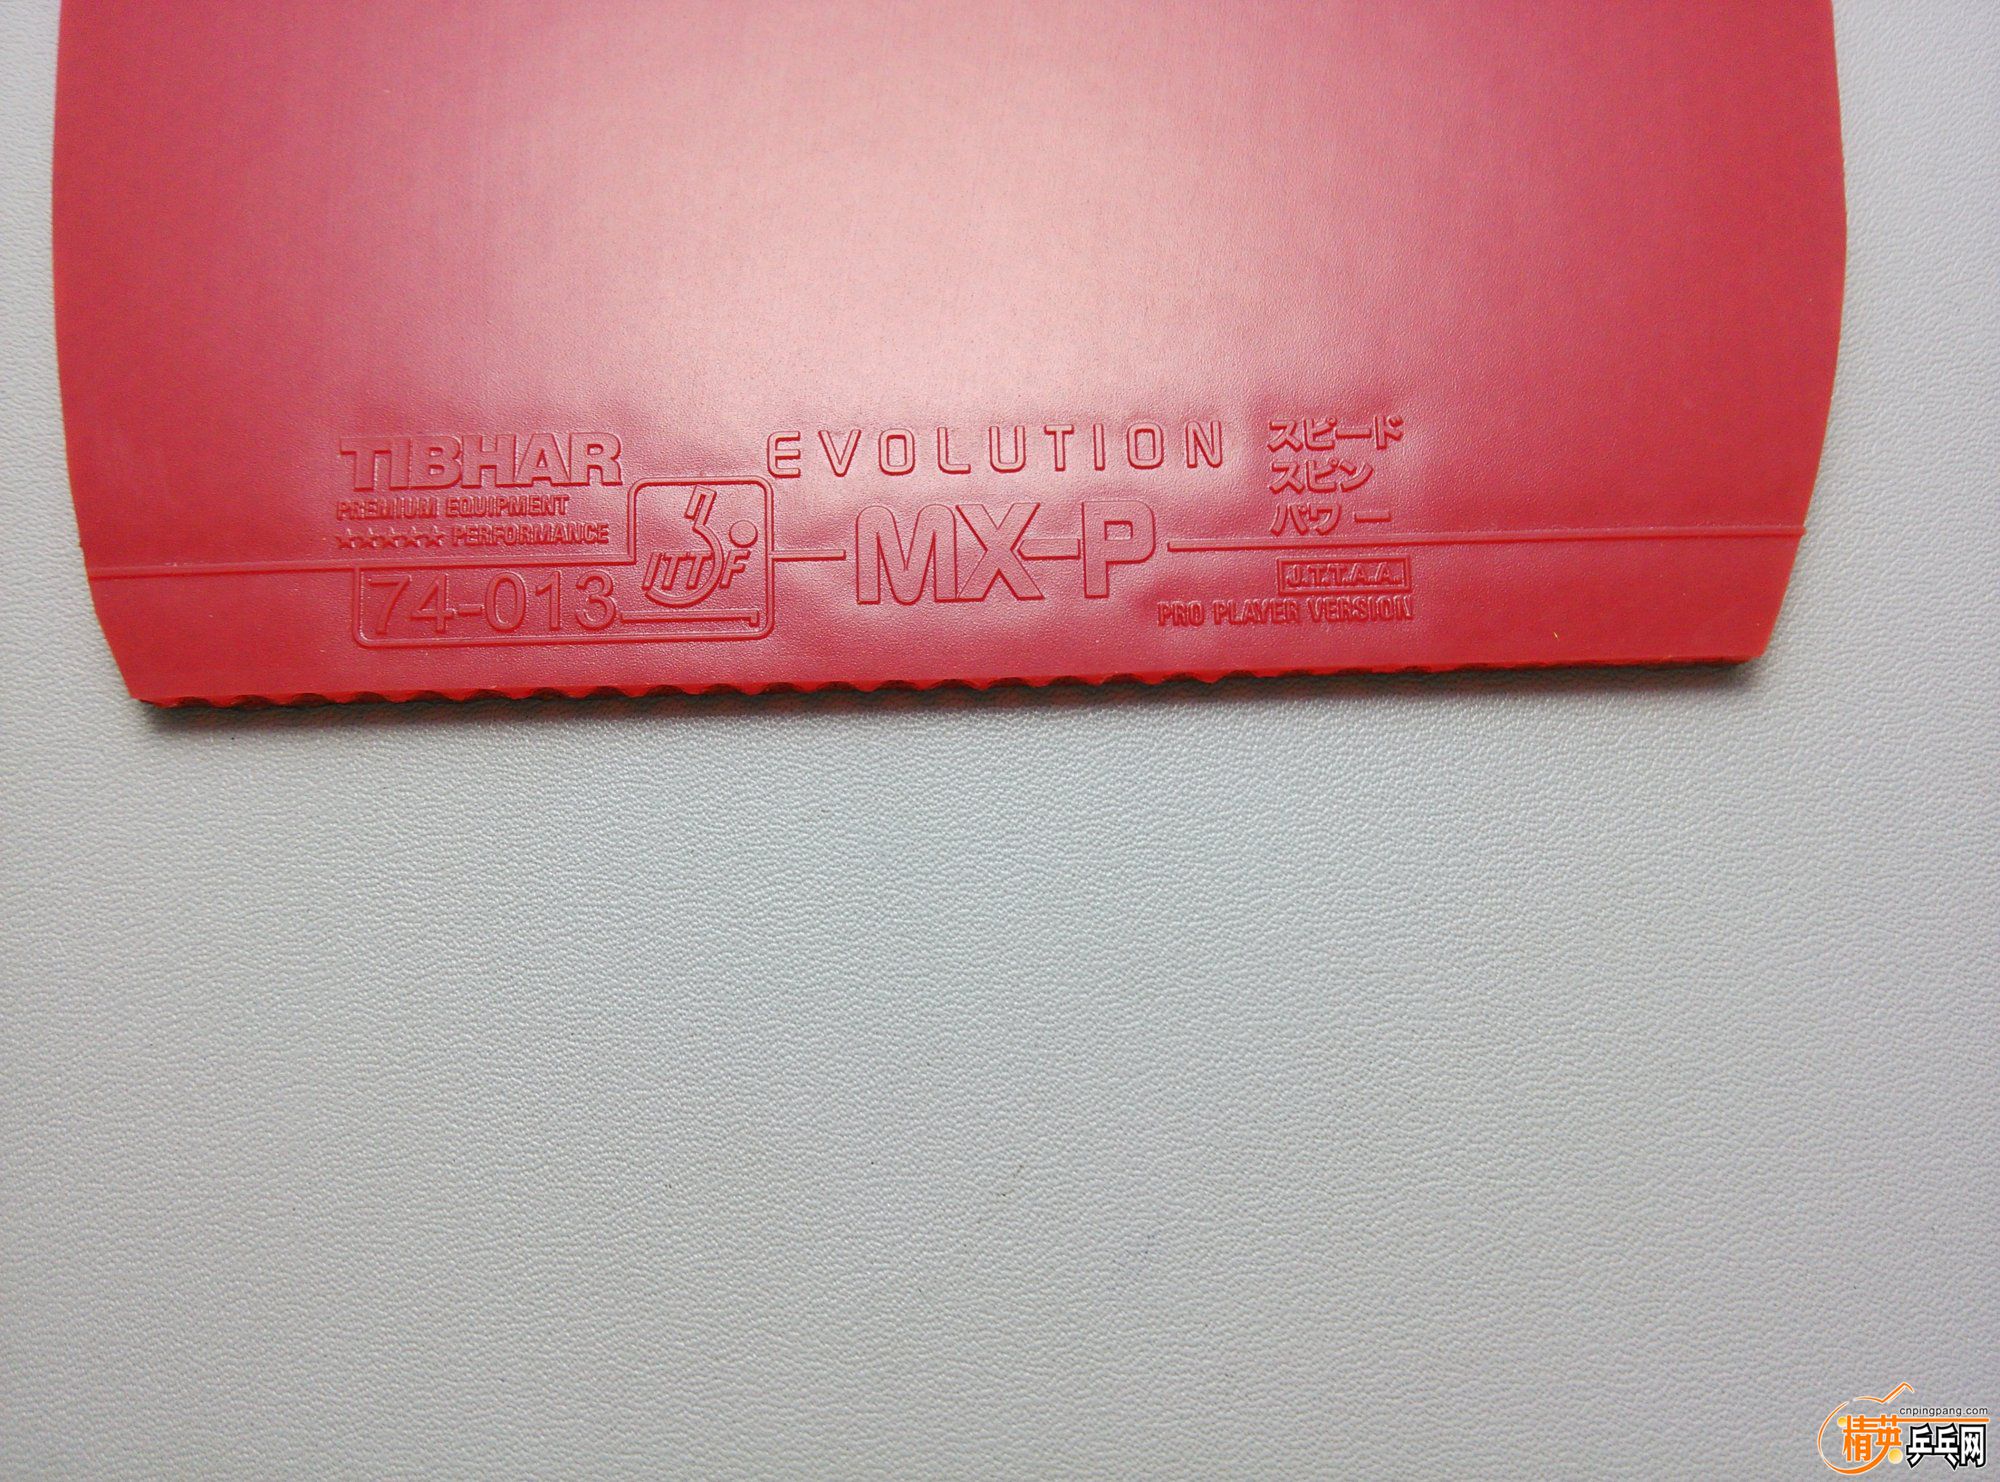 TIBHAR
PREMIUM EQUIPMENT
★★★★★ PERFORMANCE
74-013
ITTF
EVOLUTION
MX-P
スピード
スピン
パワー
J.T.T.A.A.
PRO PLAYER VERSION
cnpingpang.com
精英乒乓网